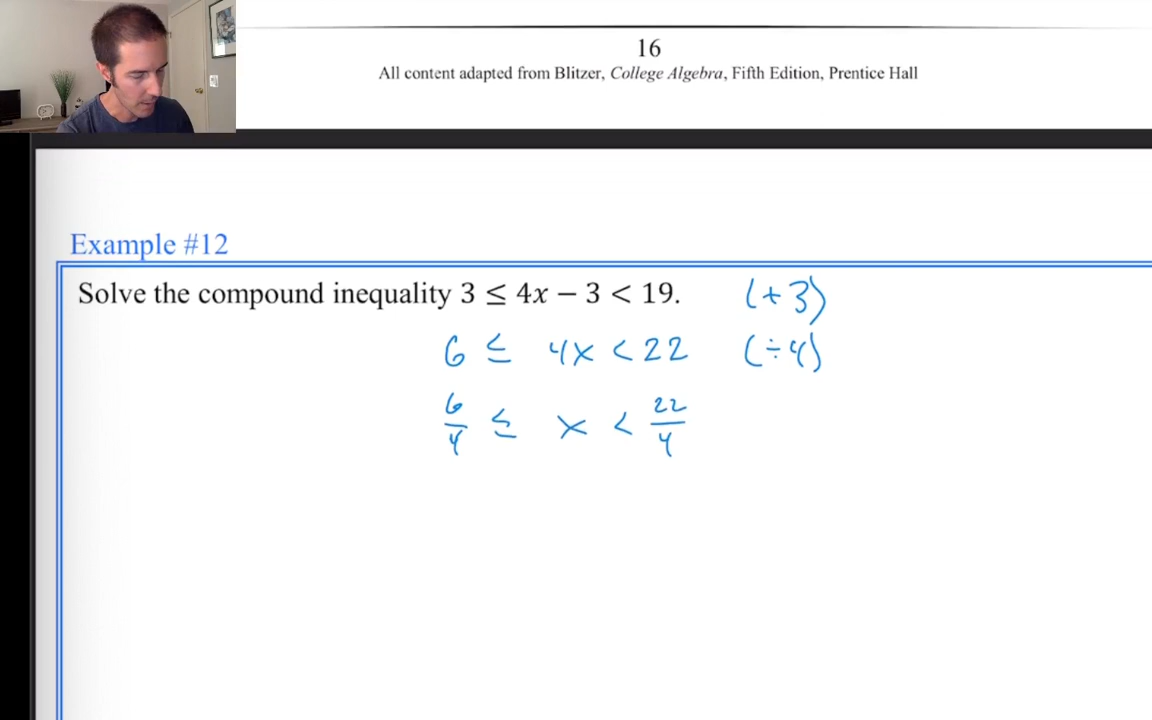 16
All content adapted from Blitzer, College Algebra, Fifth Edition, Prentice Hall
Example #12
Solve the compound inequality 3 ≤ 4x − 3 < 19. (+3)
6 ≤ 4x < 22 (÷4)
6/4 ≤ x < 22/4